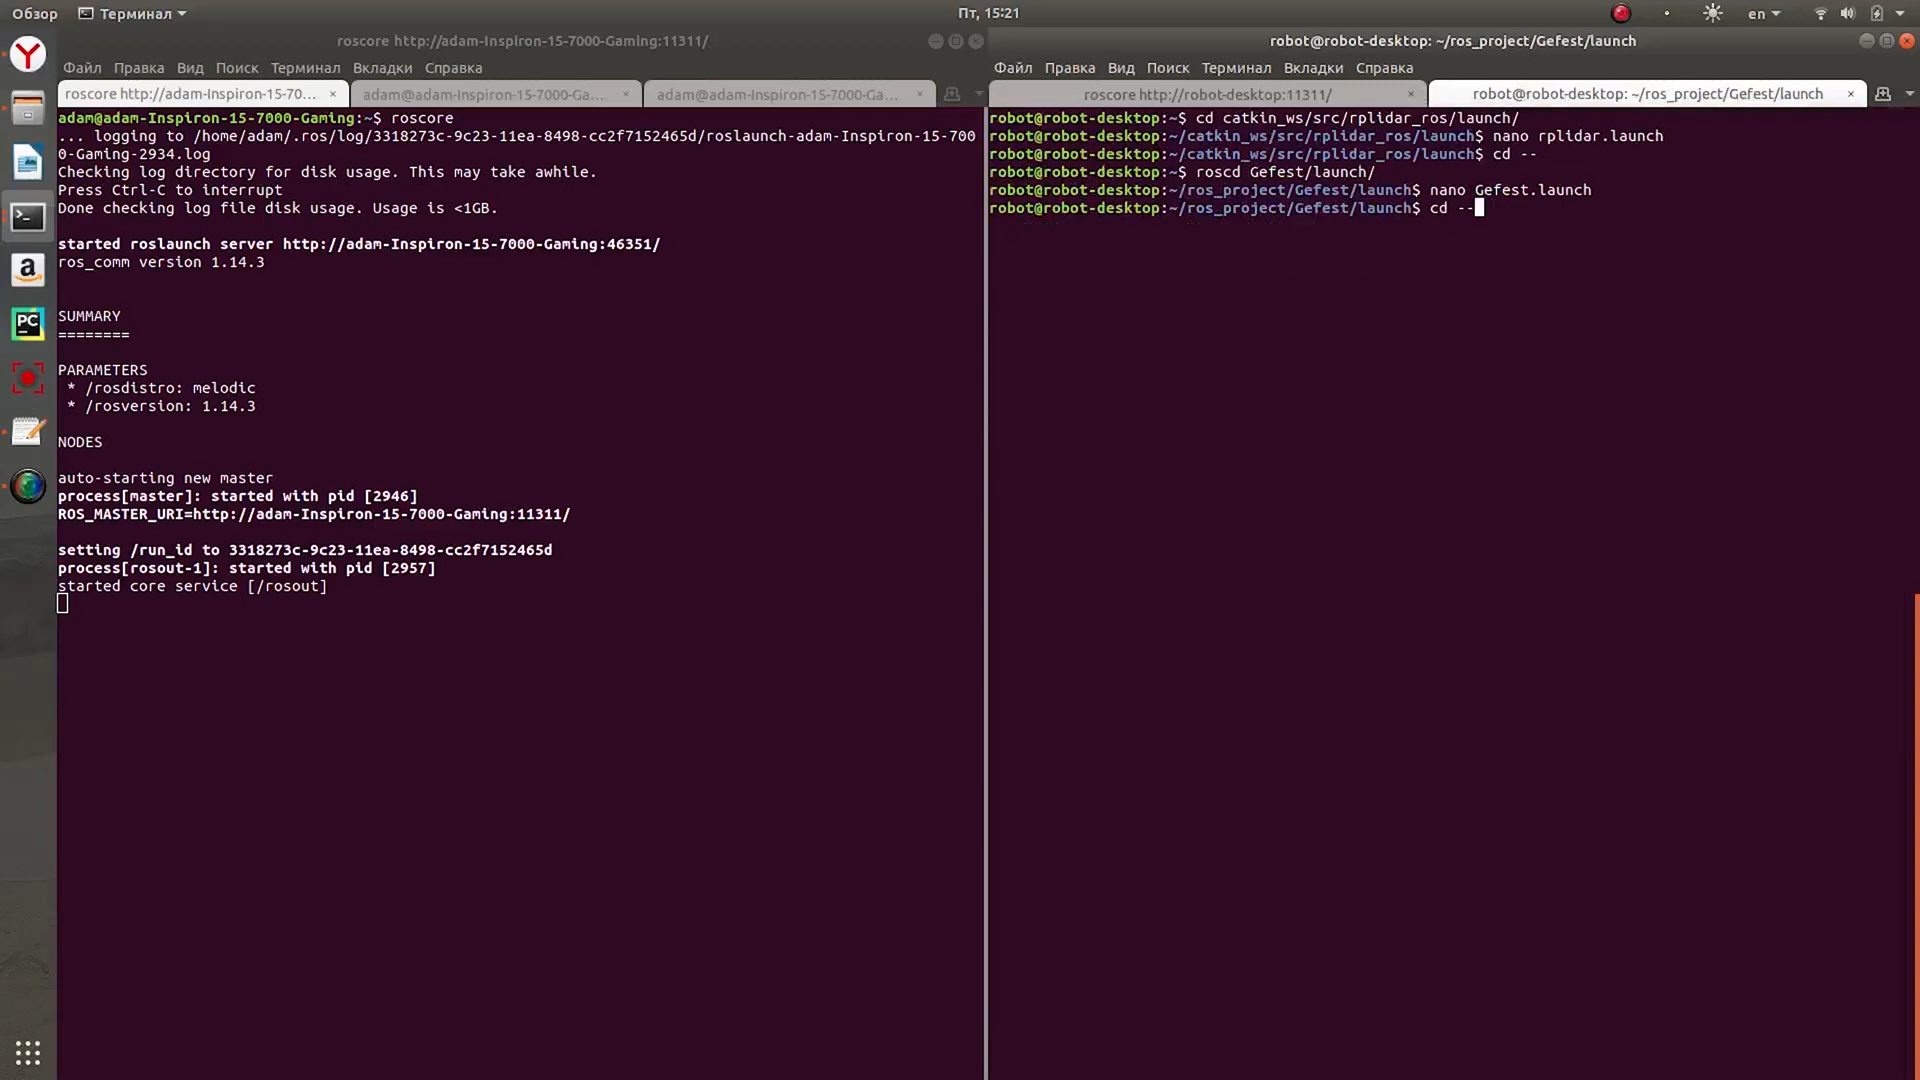 Обзор
Терминал
Пт, 15:21
en
roscore http://adam-Inspiron-15-7000-Gaming:11311/
Файл Правка Вид Поиск Терминал Вкладки Справка
roscore http://adam-Inspiron-15-70... × adam@adam-Inspiron-15-7000-Ga... × adam@adam-Inspiron-15-7000-Ga... ×
adam@adam-Inspiron-15-7000-Gaming:~$ roscore
... logging to /home/adam/.ros/log/3318273c-9c23-11ea-8498-cc2f7152465d/roslaunch-adam-Inspiron-15-700
0-Gaming-2934.log
Checking log directory for disk usage. This may take awhile.
Press Ctrl-C to interrupt
Done checking log file disk usage. Usage is <1GB.
started roslaunch server http://adam-Inspiron-15-7000-Gaming:46351/
ros_comm version 1.14.3
SUMMARY
========
PARAMETERS
* /rosdistro: melodic
* /rosversion: 1.14.3
NODES
auto-starting new master
process[master]: started with pid [2946]
ROS_MASTER_URI=http://adam-Inspiron-15-7000-Gaming:11311/
setting /run_id to 3318273c-9c23-11ea-8498-cc2f7152465d
process[rosout-1]: started with pid [2957]
started core service [/rosout]
robot@robot-desktop: ~/ros_project/Gefest/launch
Файл Правка Вид Поиск Терминал Вкладки Справка
roscore http://robot-desktop:11311/ × robot@robot-desktop: ~/ros_project/Gefest/launch ×
robot@robot-desktop:~$ cd catkin_ws/src/rplidar_ros/launch/
robot@robot-desktop:~/catkin_ws/src/rplidar_ros/launch$ nano rplidar.launch
robot@robot-desktop:~/catkin_ws/src/rplidar_ros/launch$ cd --
robot@robot-desktop:~$ roscd Gefest/launch/
robot@robot-desktop:~/ros_project/Gefest/launch$ nano Gefest.launch
robot@robot-desktop:~/ros_project/Gefest/launch$ cd --
Y
a
PC